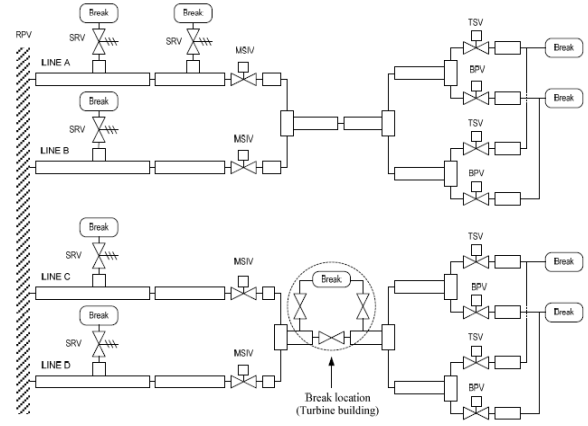 Break
Break
TSV
RPV
SRV
SRV
MSIV
Break
LINE A
BPV
Break
Break
TSV
SRV
MSIV
LINE B
BPV
Break
TSV
SRV
MSIV
Break
Break
LINE C
BPV
Break
Break
TSV
SRV
MSIV
LINE D
Break location
(Turbine building)
BPV